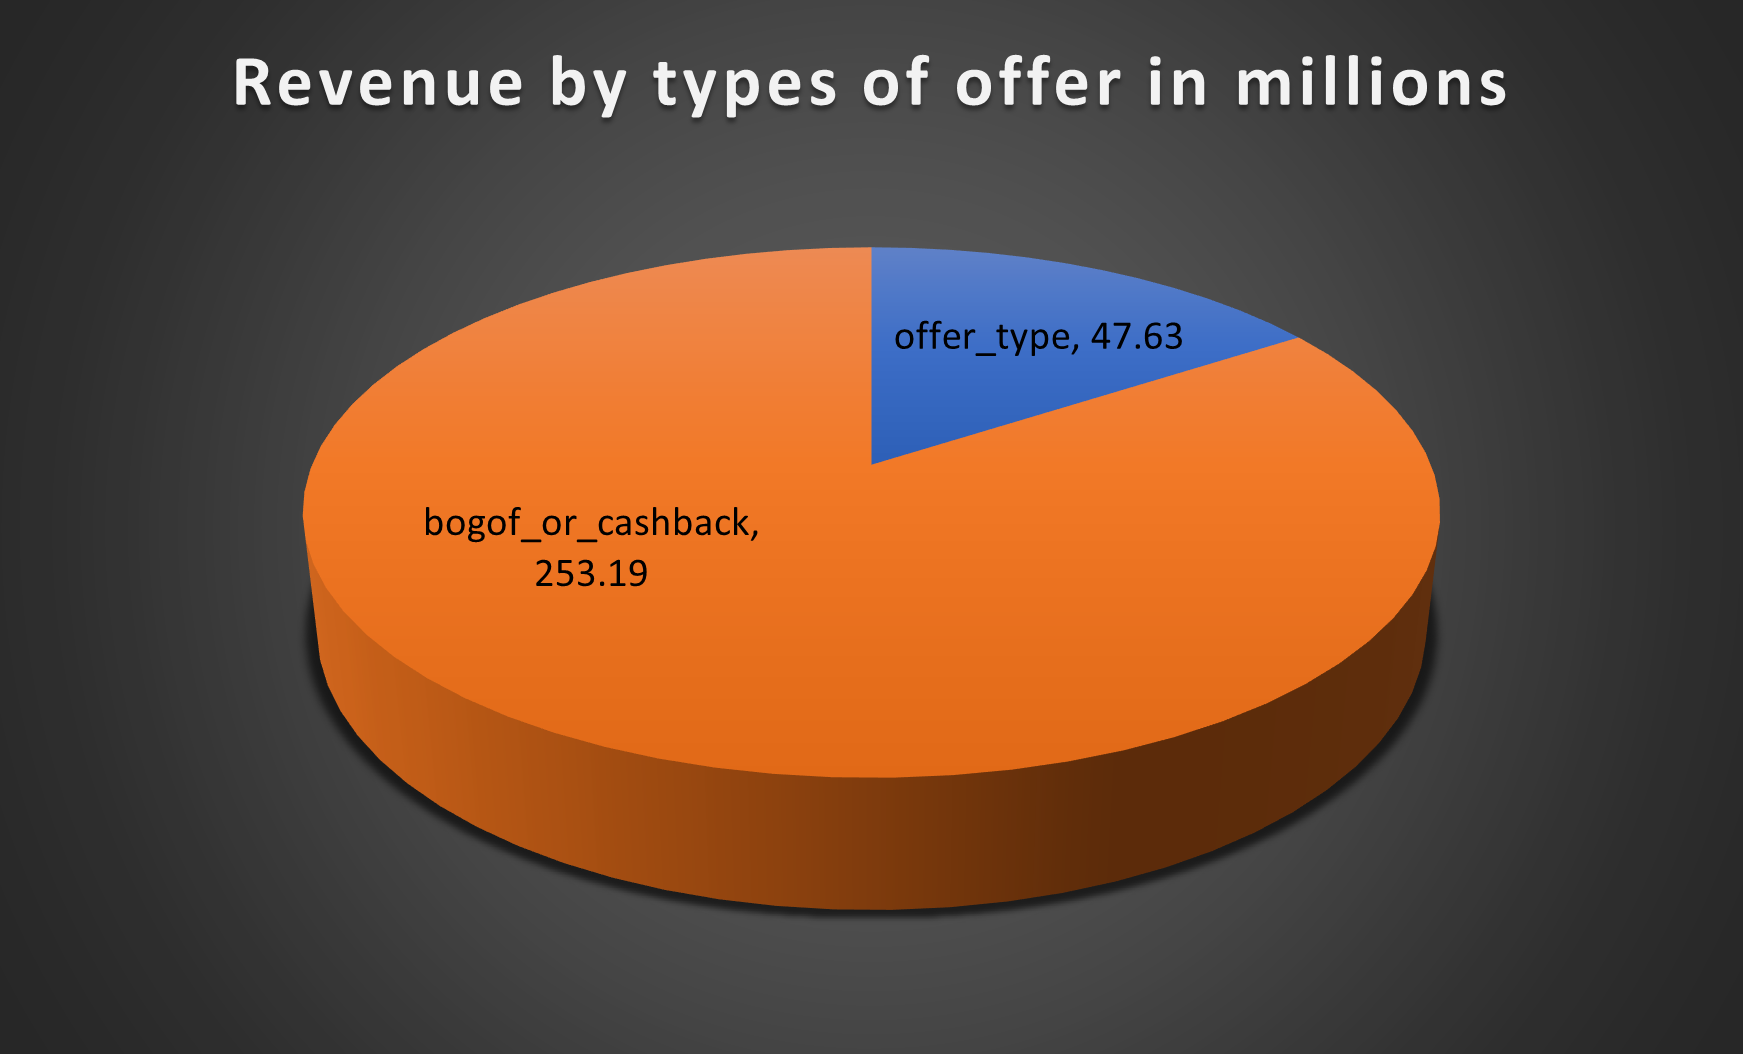 Revenue by types of offer in millions
offer_type, 47.63
bogof_or_cashback,
253.19